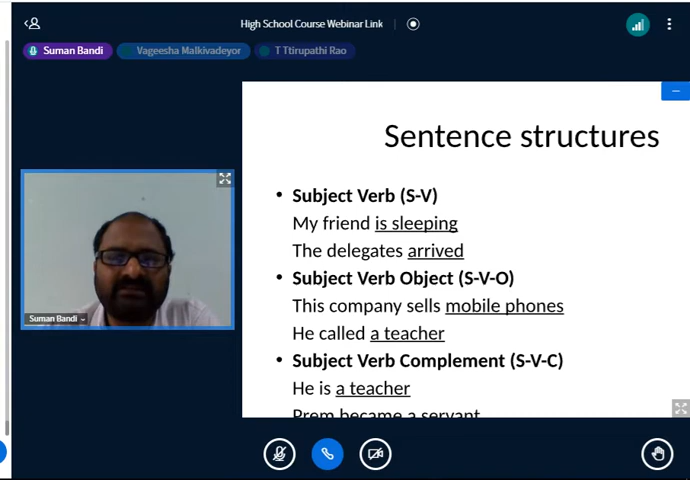 High School Course Webinar Link
Suman Bandi
Vageesha Malkivadeyor
T Ttirupathi Rao
Sentence structures
• Subject Verb (S-V)
My friend is sleeping
The delegates arrived
• Subject Verb Object (S-V-O)
This company sells mobile phones
He called a teacher
• Subject Verb Complement (S-V-C)
He is a teacher
Prem became a servant
Suman Bandi